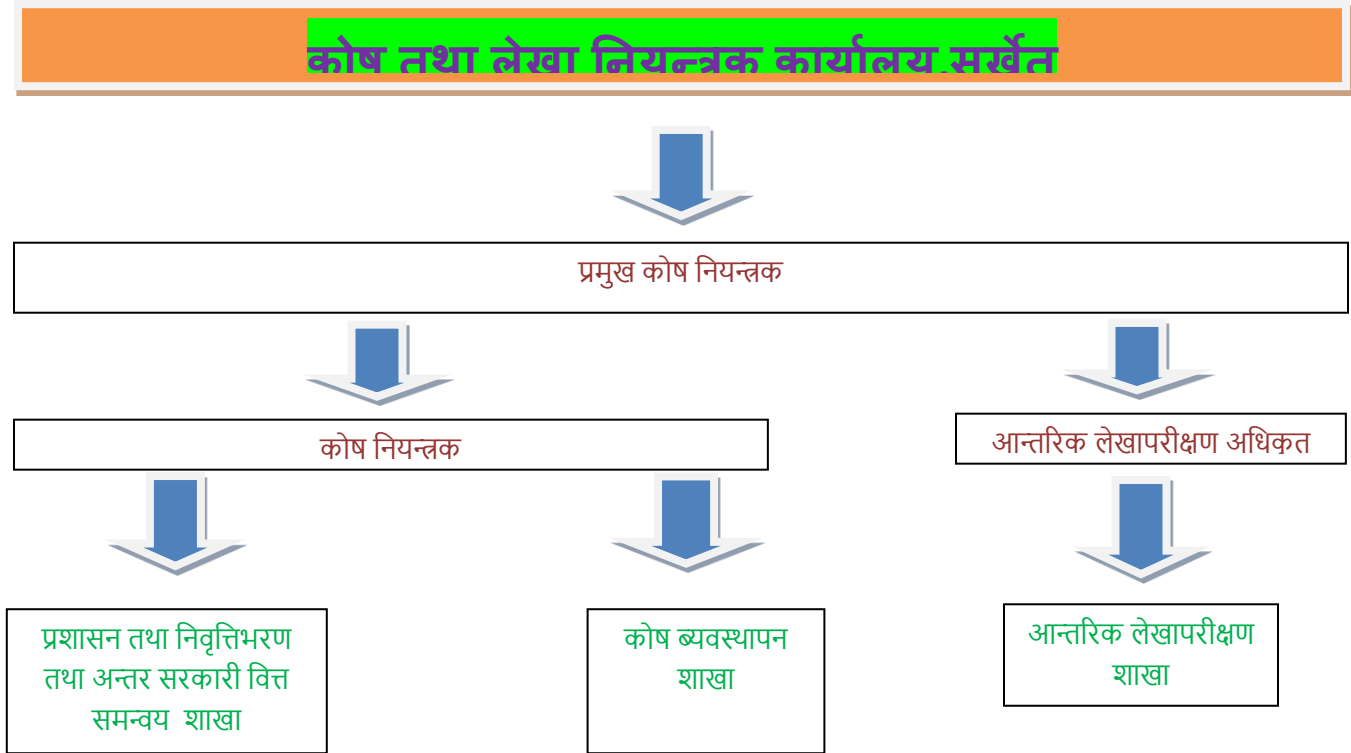 कोष तथा लेखा नियन्त्रक कार्यालय,सुर्खेत
प्रमुख कोष नियन्त्रक
कोष नियन्त्रक
आन्तरिक लेखापरीक्षण अधिकृत
प्रशासन तथा निवृत्तिभरण
तथा अन्तर सरकारी वित्त
समन्वय शाखा
कोष ब्यवस्थापन
शाखा
आन्तरिक लेखापरीक्षण
शाखा